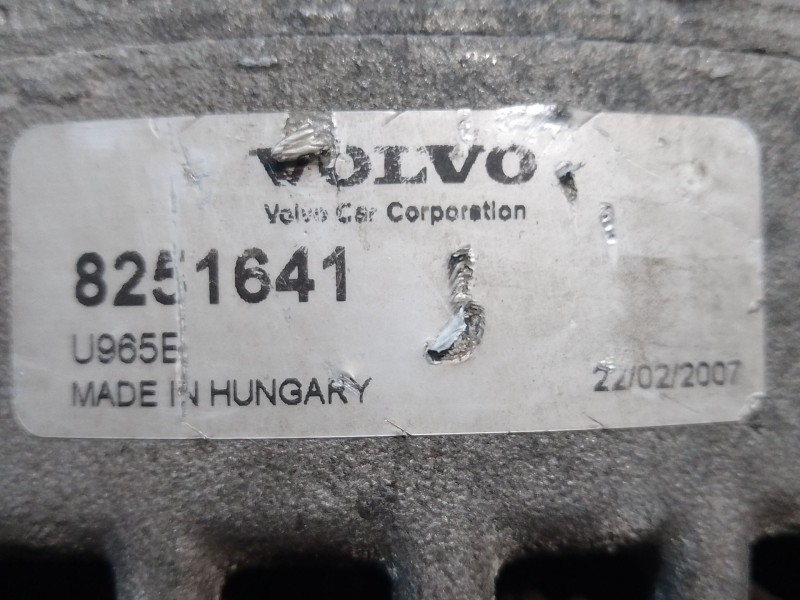 VOLVO
Volvo Car Corporation
8251641
U965E
MADE IN HUNGARY
22/02/2007